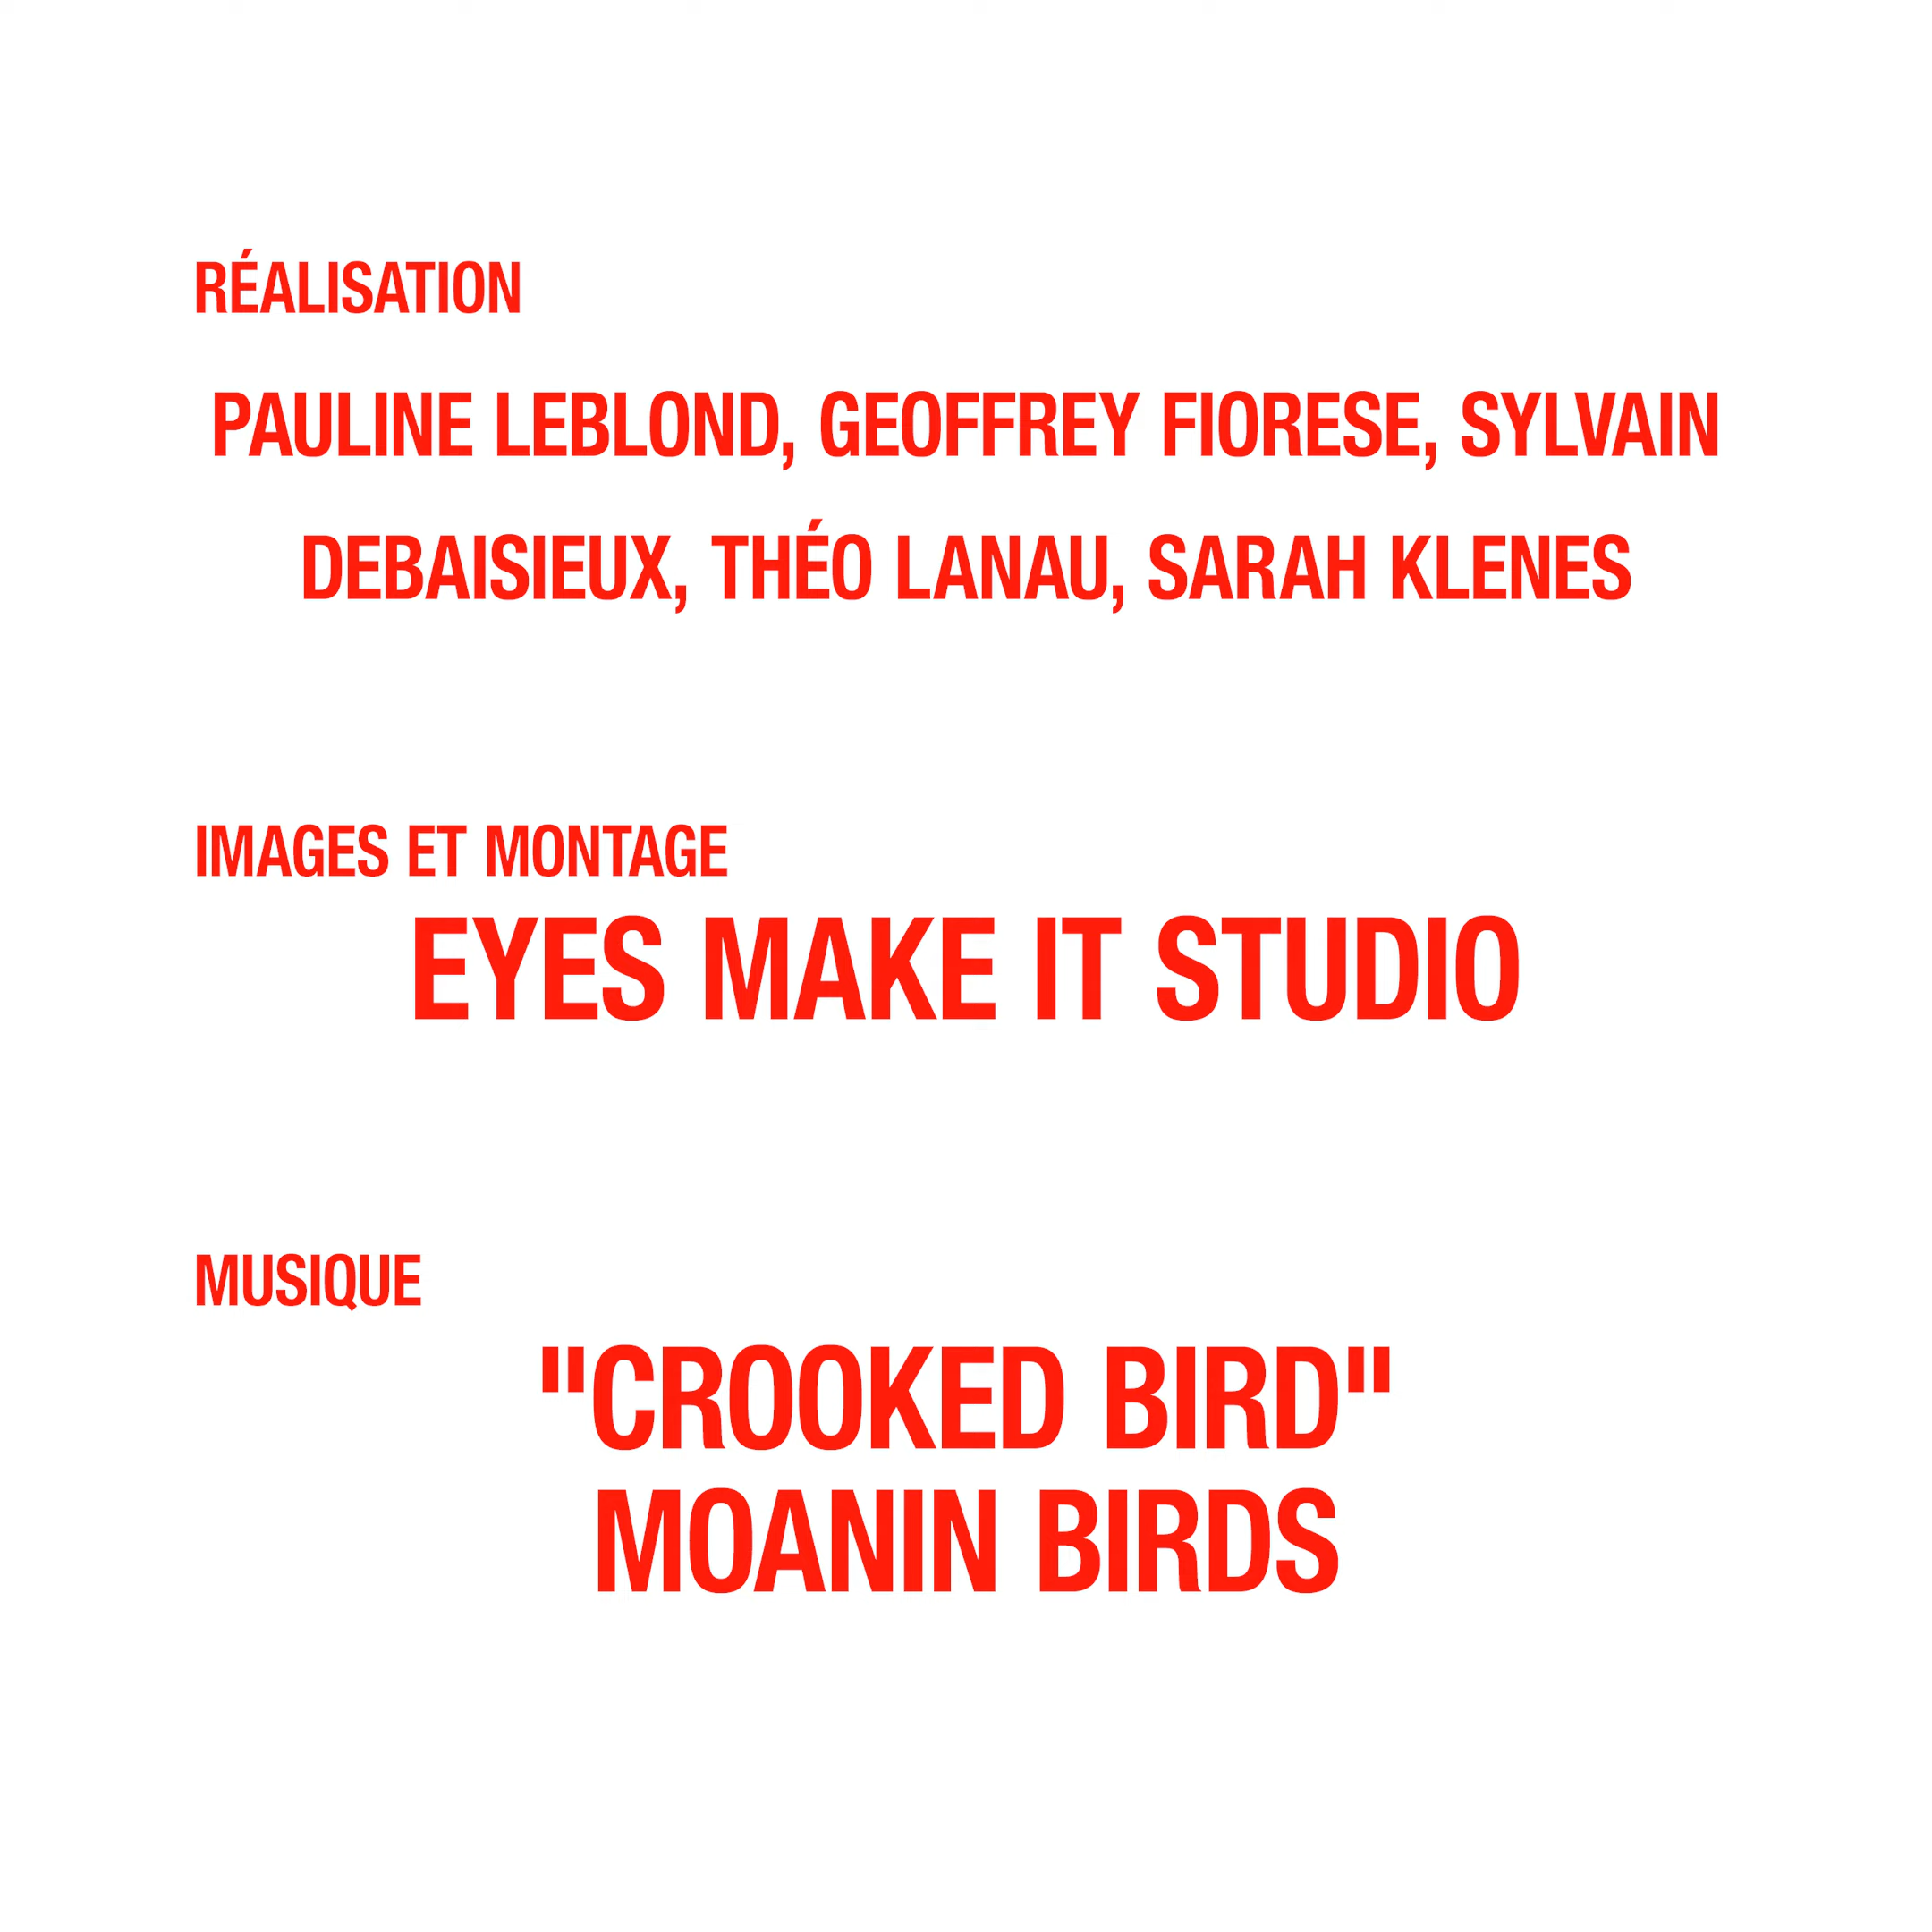 RÉALISATION
PAULINE LEBLOND, GEOFFREY FIORESE, SYLVAIN
DEBAISIEUX, THÉO LANAU, SARAH KLENES
IMAGES ET MONTAGE
EYES MAKE IT STUDIO
MUSIQUE
"CROOKED BIRD"
MOANIN BIRDS